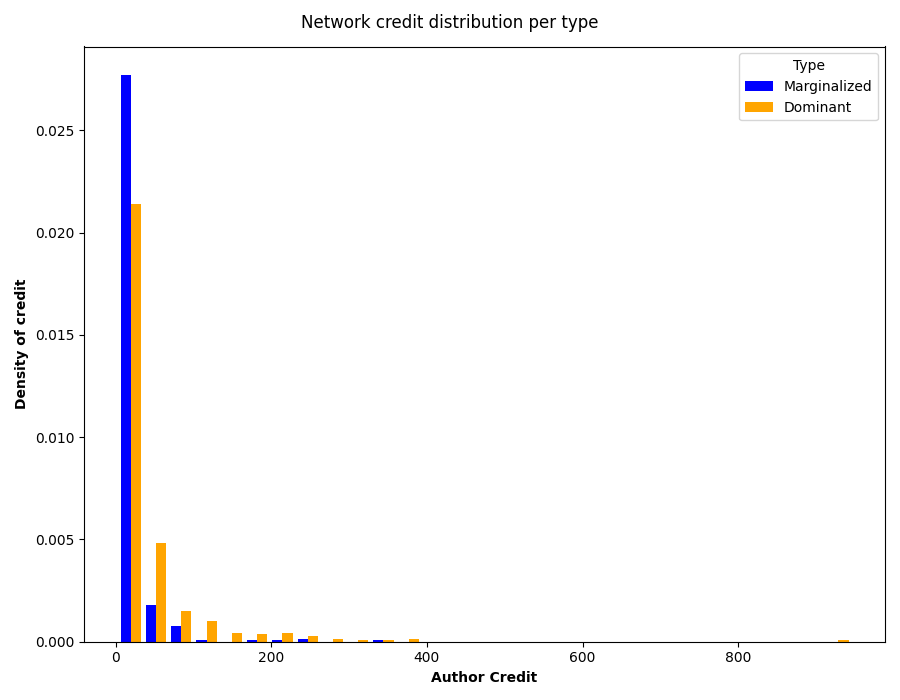 Network credit distribution per type
Type
Marginalized
Dominant
0.025
0.020
0.015
0.010
0.005
0.000
Density of credit
0 200 400 600 800
Author Credit